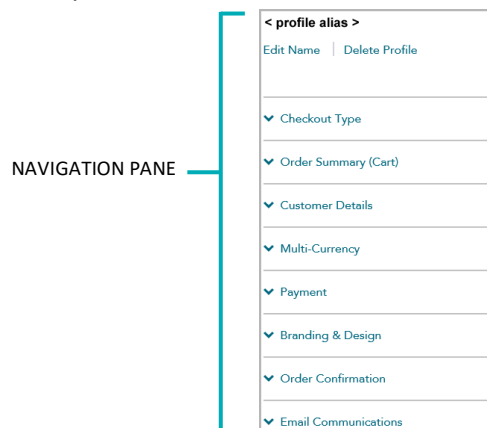 < profile alias >
Edit Name | Delete Profile
Checkout Type
Order Summary (Cart)
NAVIGATION PANE
Customer Details
Multi-Currency
Payment
Branding & Design
Order Confirmation
Email Communications